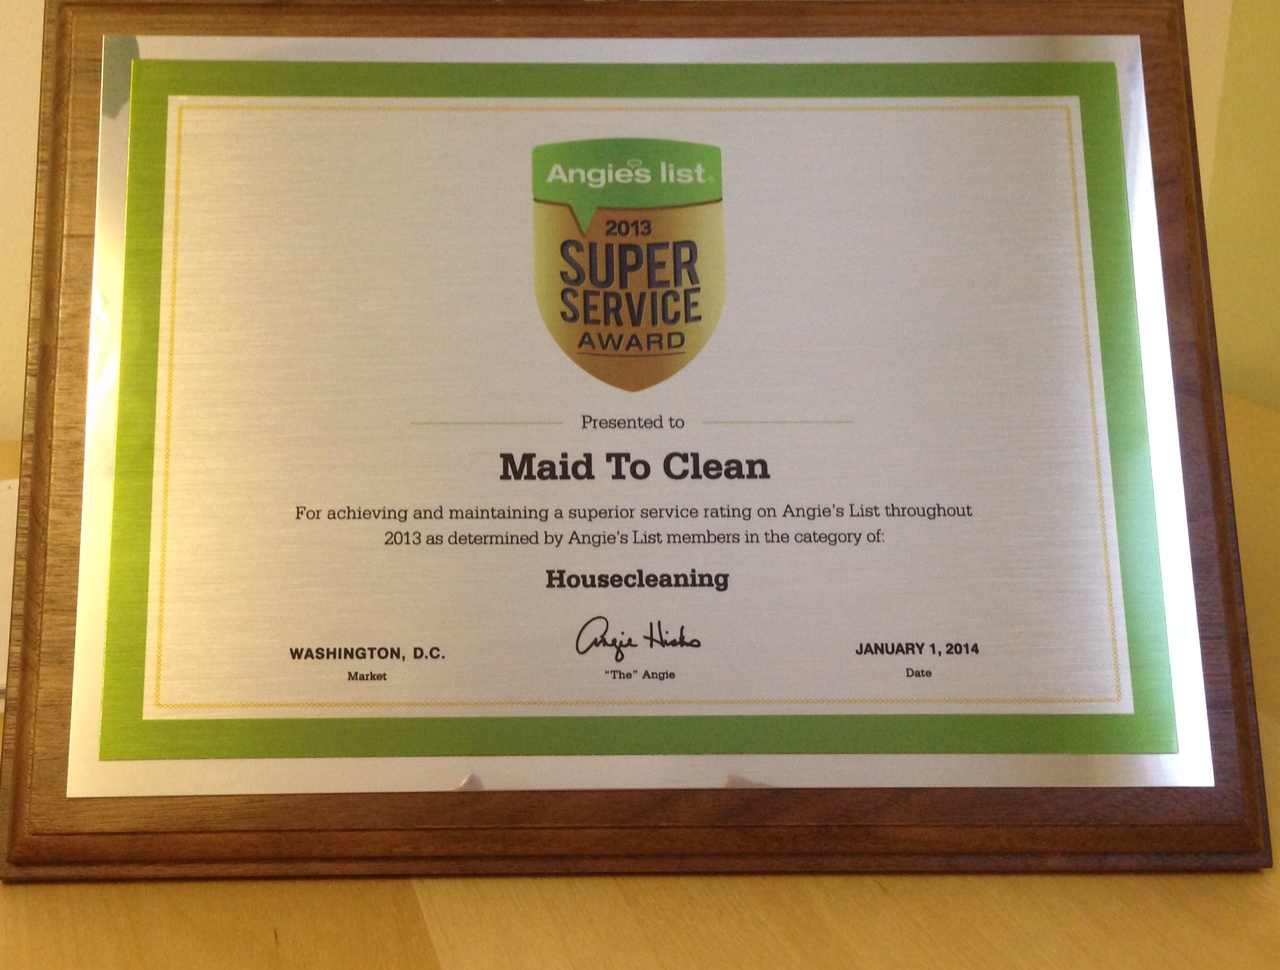 Angie's list
2013
SUPER
SERVICE
AWARD
Presented to
Maid To Clean
For achieving and maintaining a superior service rating on Angie's List throughout
2013 as determined by Angie's List members in the category of:
Housecleaning
Angie Hicks
WASHINGTON, D.C.
Market
"The" Angie
JANUARY 1, 2014
Date